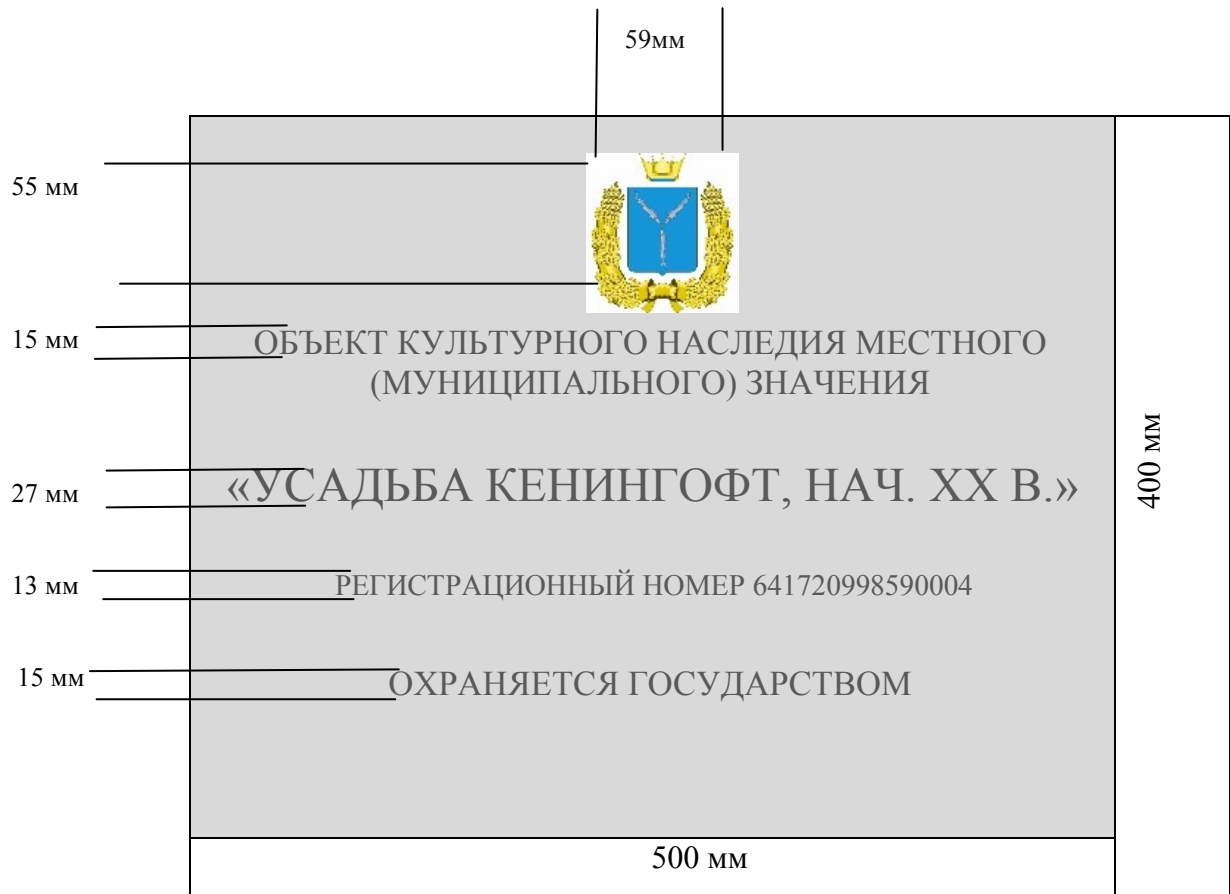 59мм
55 мм
15 мм
ОБЪЕКТ КУЛЬТУРНОГО НАСЛЕДИЯ МЕСТНОГО
(МУНИЦИПАЛЬНОГО) ЗНАЧЕНИЯ
400 мм
27 мм
«УСАДЬБА КЕНИНГОФТ, НАЧ. XX В.»
13 мм
РЕГИСТРАЦИОННЫЙ НОМЕР 641720998590004
15 мм
ОХРАНЯЕТСЯ ГОСУДАРСТВОМ
500 мм